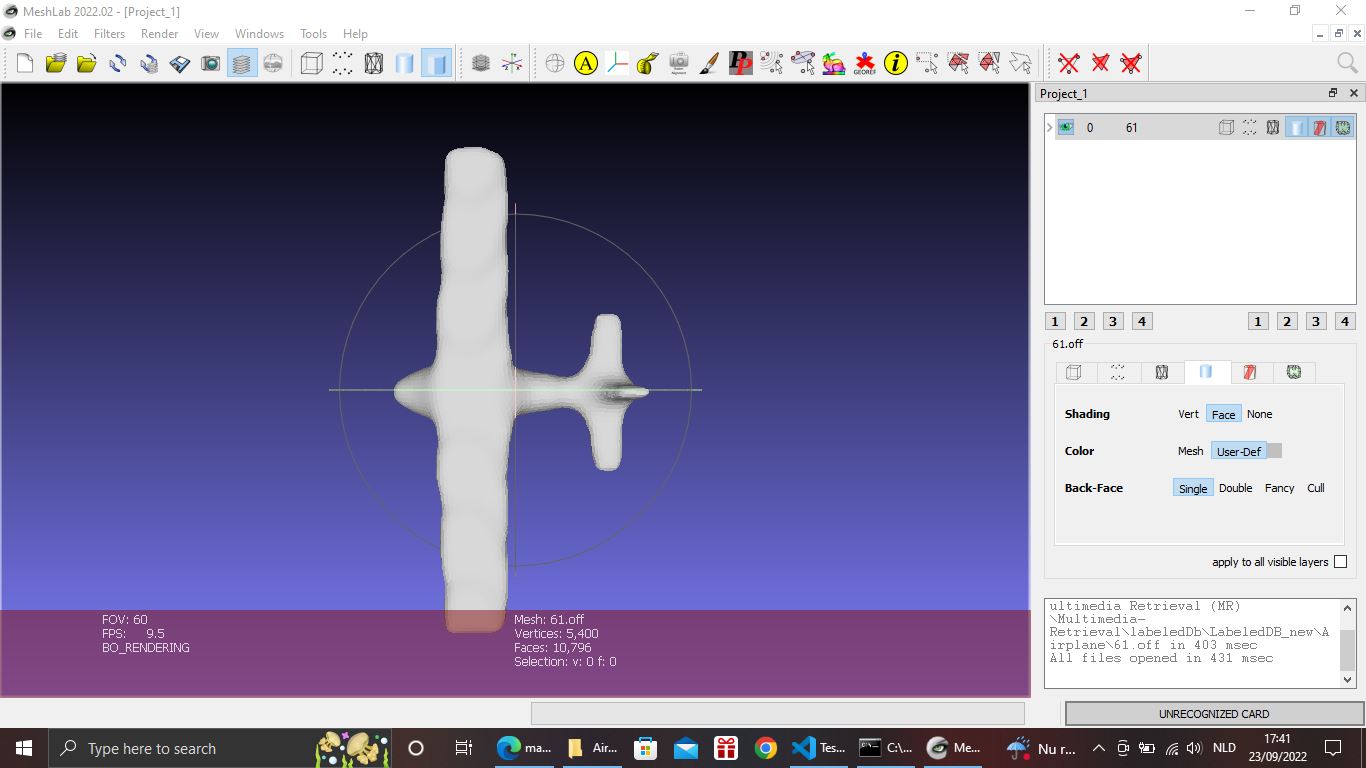 MeshLab 2022.02 - [Project_1]
File Edit Filters Render View Windows Tools Help
A
PP
GEOREF
i
Project_1
0 61
1 2 3 4 1 2 3 4
61.off
Shading Vert Face None
Color Mesh User-Def
Back-Face Single Double Fancy Cull
apply to all visible layers
ultimedia Retrieval (MR)
\Multimedia-
Retrieval\labeledDb\LabeledDB_new\A
irplane\61.off in 403 msec
All files opened in 431 msec
FOV: 60
FPS: 9.5
BO_RENDERING
Mesh: 61.off
Vertices: 5,400
Faces: 10,796
Selection: v: 0 f: 0
UNRECOGNIZED CARD
Type here to search
ma...
Air...
Tes...
C:\...
Me...
Nu r...
NLD
17:41
23/09/2022